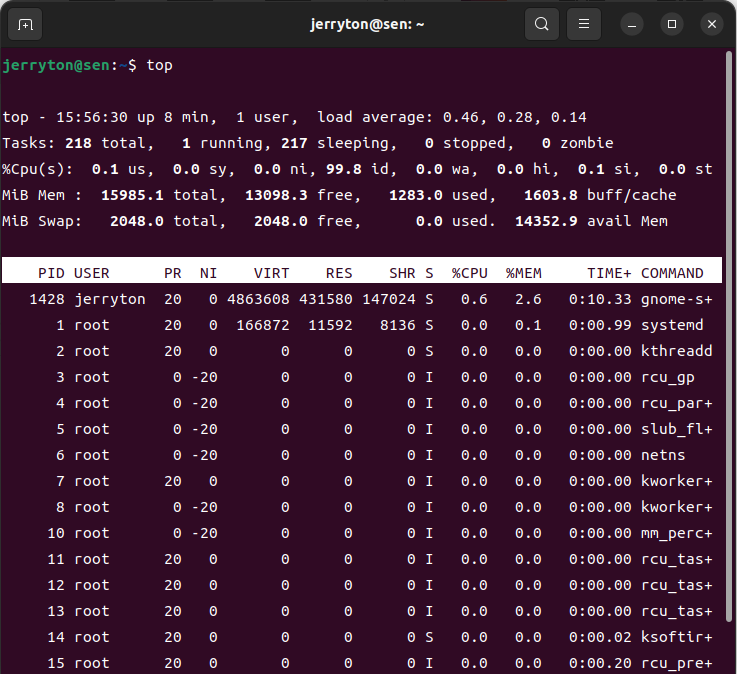 jerryton@sen: ~
jerryton@sen:~$ top
top - 15:56:30 up 8 min,  1 user,  load average: 0.46, 0.28, 0.14
Tasks: 218 total,   1 running, 217 sleeping,   0 stopped,   0 zombie
%Cpu(s):  0.1 us,  0.0 sy,  0.0 ni, 99.8 id,  0.0 wa,  0.0 hi,  0.1 si,  0.0 st
MiB Mem :  15985.1 total,  13098.3 free,   1283.0 used,   1603.8 buff/cache
MiB Swap:   2048.0 total,   2048.0 free,      0.0 used.  14352.9 avail Mem
    PID USER      PR  NI    VIRT    RES    SHR S  %CPU  %MEM     TIME+ COMMAND
   1428 jerryton  20   0 4863608 431580 147024 S   0.6   2.6   0:10.33 gnome-s+
      1 root      20   0  166872  11592   8136 S   0.0   0.1   0:00.99 systemd
      2 root      20   0       0      0      0 S   0.0   0.0   0:00.00 kthreadd
      3 root       0 -20       0      0      0 I   0.0   0.0   0:00.00 rcu_gp
      4 root       0 -20       0      0      0 I   0.0   0.0   0:00.00 rcu_par+
      5 root       0 -20       0      0      0 I   0.0   0.0   0:00.00 slub_fl+
      6 root       0 -20       0      0      0 I   0.0   0.0   0:00.00 netns
      7 root      20   0       0      0      0 I   0.0   0.0   0:00.00 kworker+
      8 root       0 -20       0      0      0 I   0.0   0.0   0:00.00 kworker+
     10 root       0 -20       0      0      0 I   0.0   0.0   0:00.00 mm_perc+
     11 root      20   0       0      0      0 I   0.0   0.0   0:00.00 rcu_tas+
     12 root      20   0       0      0      0 I   0.0   0.0   0:00.00 rcu_tas+
     13 root      20   0       0      0      0 I   0.0   0.0   0:00.00 rcu_tas+
     14 root      20   0       0      0      0 S   0.0   0.0   0:00.02 ksoftir+
     15 root      20   0       0      0      0 I   0.0   0.0   0:00.20 rcu_pre+